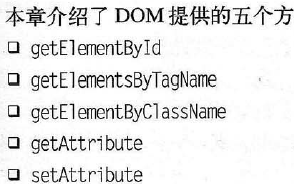 本章介绍了 DOM 提供的五个方
❑ getElementById
❑ getElementsByTagName
❑ getElementByClassName
❑ getAttribute
❑ setAttribute